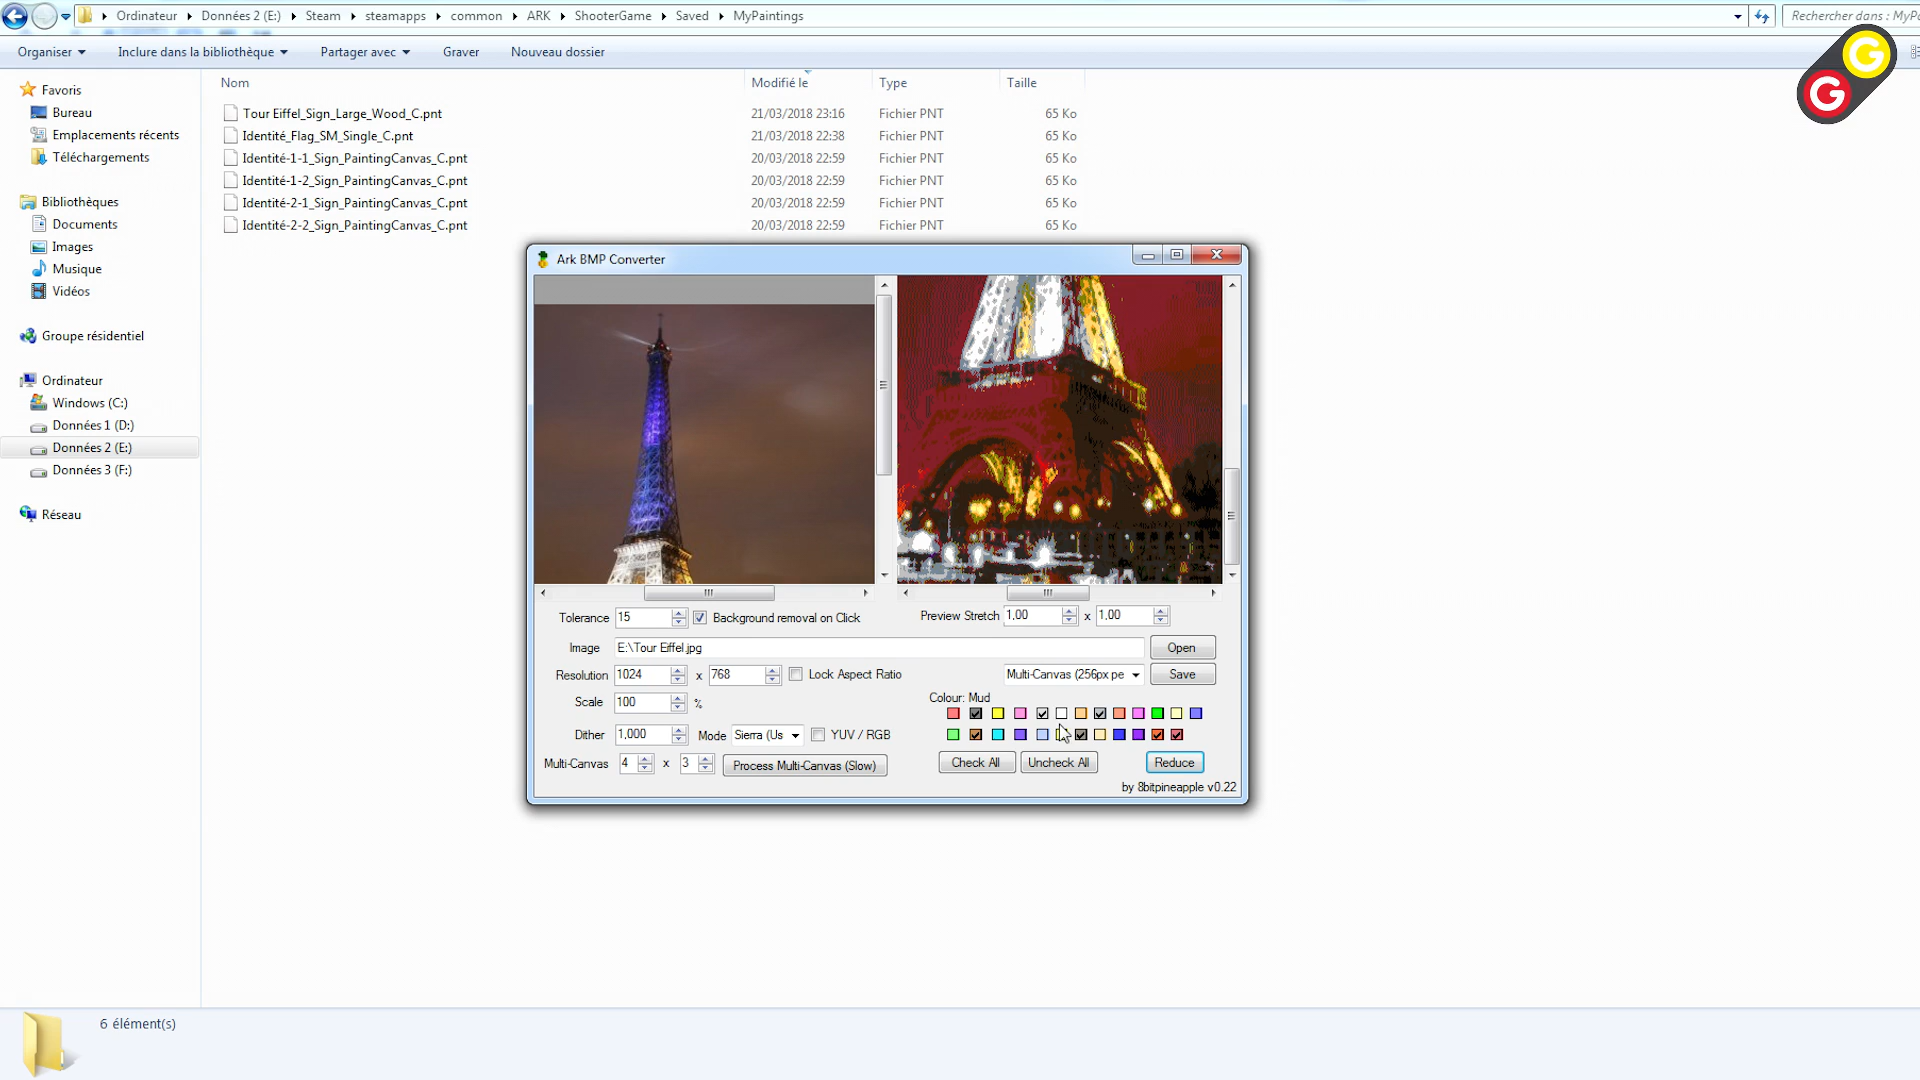 Ordinateur Données 2 (E:) Steam steamapps common ARK ShooterGame Saved MyPaintings
Rechercher dans : MyPa
Organiser Inclure dans la bibliothèque Partager avec Graver Nouveau dossier
G
G
Favoris
Bureau
Emplacements récents
Téléchargements
Bibliothèques
Documents
Images
Musique
Vidéos
Groupe résidentiel
Ordinateur
Windows (C:)
Données 1 (D:)
Données 2 (E:)
Données 3 (F:)
Réseau
Nom Modifié le Type Taille
Tour Eiffel_Sign_Large_Wood_C.pnt 21/03/2018 23:16 Fichier PNT 65 Ko
Identité_Flag_SM_Single_C.pnt 21/03/2018 22:38 Fichier PNT 65 Ko
Identité-1-1_Sign_PaintingCanvas_C.pnt 20/03/2018 22:59 Fichier PNT 65 Ko
Identité-1-2_Sign_PaintingCanvas_C.pnt 20/03/2018 22:59 Fichier PNT 65 Ko
Identité-2-1_Sign_PaintingCanvas_C.pnt 20/03/2018 22:59 Fichier PNT 65 Ko
Identité-2-2_Sign_PaintingCanvas_C.pnt 20/03/2018 22:59 Fichier PNT 65 Ko
Ark BMP Converter
Tolerance 15 Background removal on Click Preview Stretch 1,00 x 1,00
Image E:\Tour Eiffel.jpg Open
Resolution 1024 x 768 Lock Aspect Ratio Multi-Canvas (256px pe Save
Scale 100 % Colour: Mud
Dither 1,000 Mode Sierra (Us YUV / RGB
Multi-Canvas 4 x 3 Process Multi-Canvas (Slow) Check All Uncheck All Reduce
by 8bitpineapple v0.22
6 élément(s)